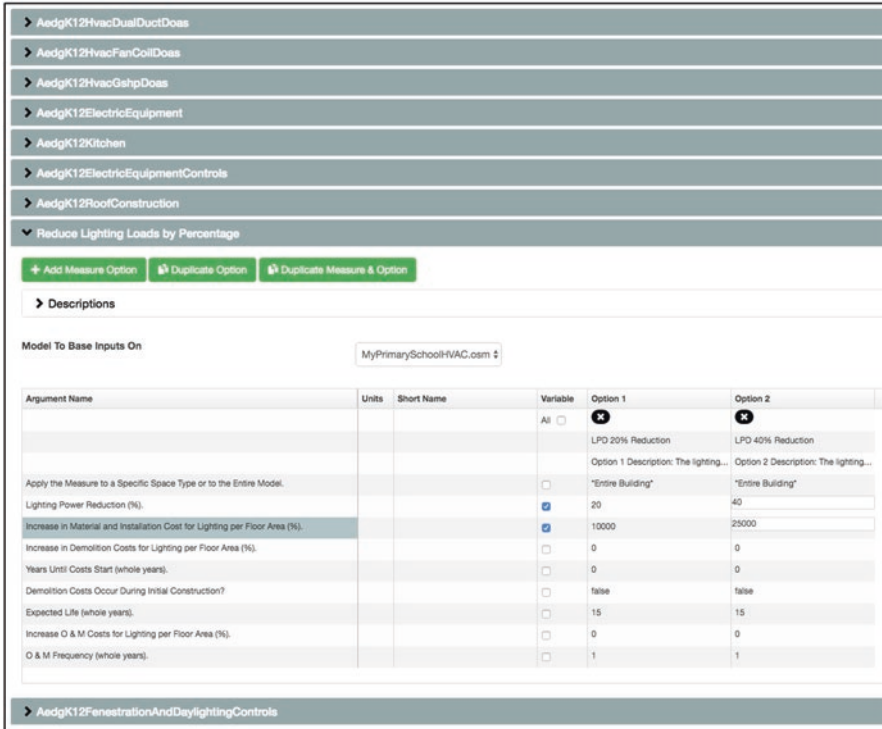 AedgK12HvacDualDuctDoas
AedgK12HvacFanCoilDoas
AedgK12HvacGshpDoas
AedgK12ElectricEquipment
AedgK12Kitchen
AedgK12ElectricEquipmentControls
AedgK12RoofConstruction
Reduce Lighting Loads by Percentage
+ Add Measure Option Duplicate Option Duplicate Measure & Option
Descriptions
Model To Base Inputs On MyPrimarySchoolHVAC.osm
Argument Name Units Short Name Variable Option 1 Option 2
All
LPD 20% Reduction LPD 40% Reduction
Option 1 Description: The lighting... Option 2 Description: The lighting...
Apply the Measure to a Specific Space Type or to the Entire Model. *Entire Building* *Entire Building*
Lighting Power Reduction (%). 20 40
Increase in Material and Installation Cost for Lighting per Floor Area (%). 10000 25000
Increase in Demolition Costs for Lighting per Floor Area (%). 0 0
Years Until Costs Start (whole years). 0 0
Demolition Costs Occur During Initial Construction? false false
Expected Life (whole years). 15 15
Increase O & M Costs for Lighting per Floor Area (%). 0 0
O & M Frequency (whole years). 1 1
AedgK12FenestrationAndDaylightingControls